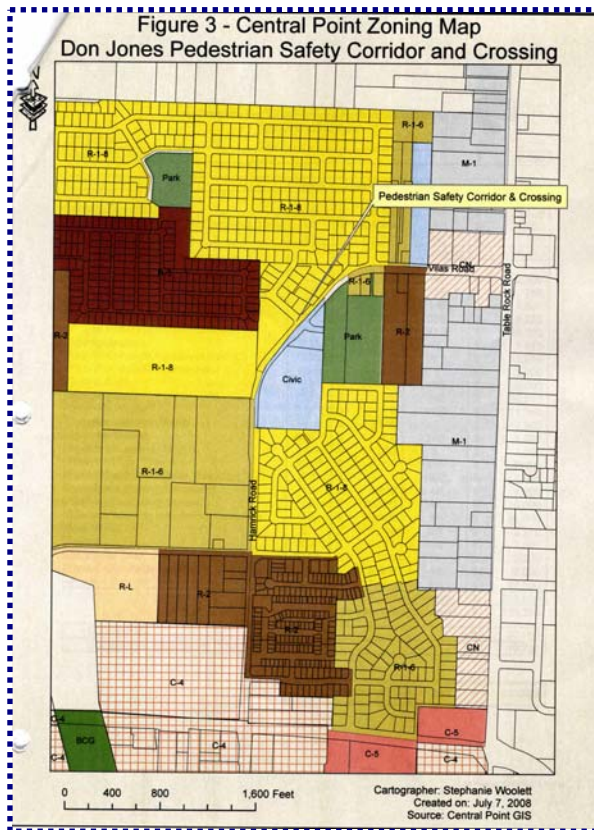 Figure 3 - Central Point Zoning Map
Don Jones Pedestrian Safety Corridor and Crossing
N
R-1-6
R-1-8
M-1
Park
Pedestrian Safety Corridor & Crossing
R-1-8
CN
Vilas Road
R-1-6
Table Rock Road
R-2
Park
R-2
R-1-8
Civic
M-1
R-1-6
R-1-8
Hamrick Road
R-L
R-2
R-2
CN
R-1-6
C-4
C-4
BCG
C-4
C-5
C-4
C-5
C-4
0 400 800 1,600 Feet
Cartographer: Stephanie Woolett
Created on: July 7, 2008
Source: Central Point GIS